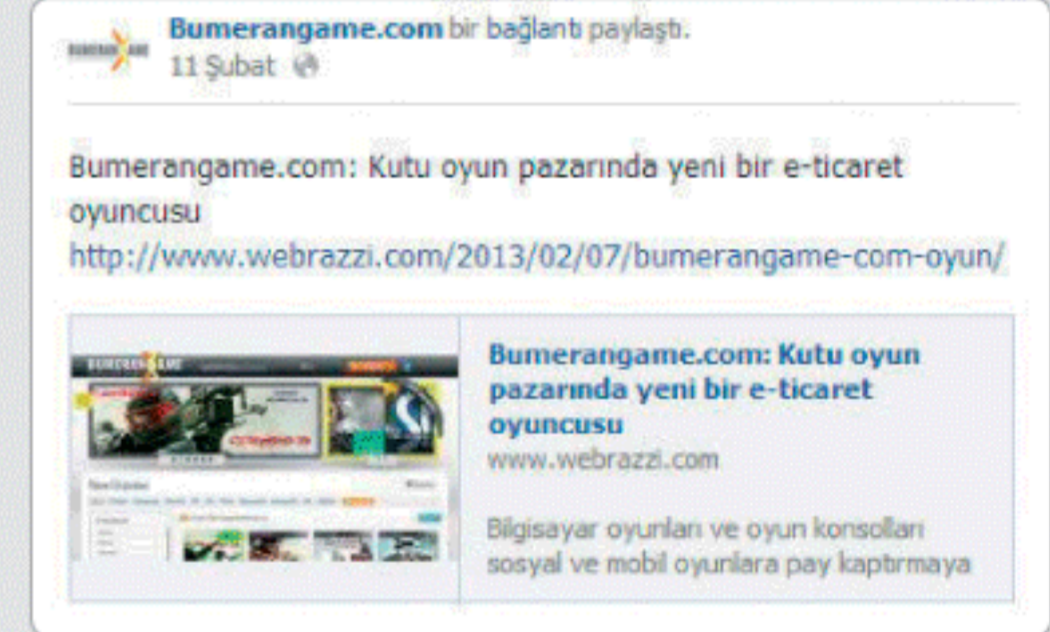 Bumerangame.com bir bağlantı paylaştı.
11 Şubat
Bumerangame.com: Kutu oyun pazarında yeni bir e-ticaret
oyuncusu
http://www.webrazzi.com/2013/02/07/bumerangame-com-oyun/
BUMERANGAME
Bumerangame.com: Kutu oyun
pazarında yeni bir e-ticaret
oyuncusu
www.webrazzi.com
Bilgisayar oyunları ve oyun konsolları
sosyal ve mobil oyunlara pay kaptırmaya